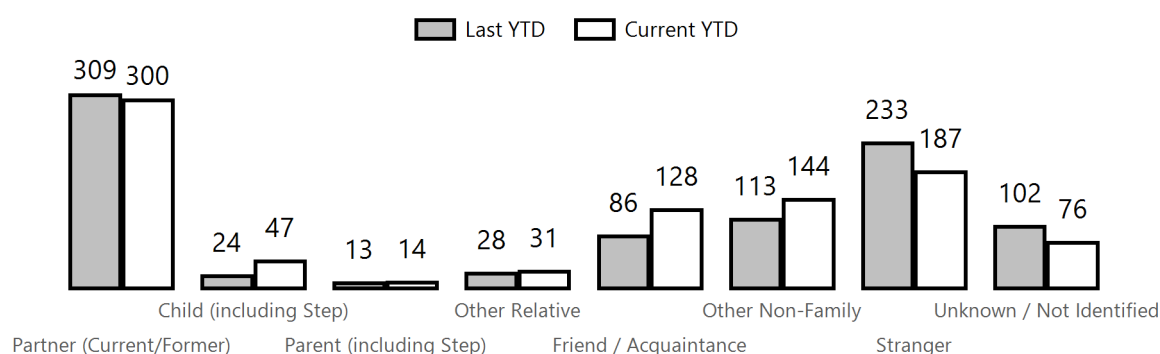 Last YTD Current YTD
309 300 24 47 13 14 28 31 86 128 113 144 233 187 102 76
Child (including Step) Other Relative Other Non-Family Unknown / Not Identified
Partner (Current/Former) Parent (including Step) Friend / Acquaintance Stranger